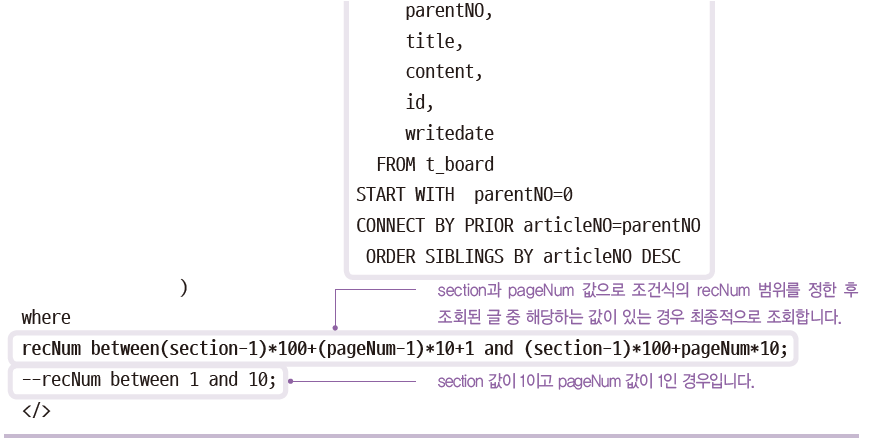 parentNO,
title,
content,
id,
writedate
FROM t_board
START WITH parentNO=0
CONNECT BY PRIOR articleNO=parentNO
ORDER SIBLINGS BY articleNO DESC
)
section과 pageNum 값으로 조건식의 recNum 범위를 정한 후
where
조회된 글 중 해당하는 값이 있는 경우 최종적으로 조회합니다.
recNum between(section-1)*100+(pageNum-1)*10+1 and (section-1)*100+pageNum*10;
--recNum between 1 and 10;
section 값이 1이고 pageNum 값이 1인 경우입니다.
</>